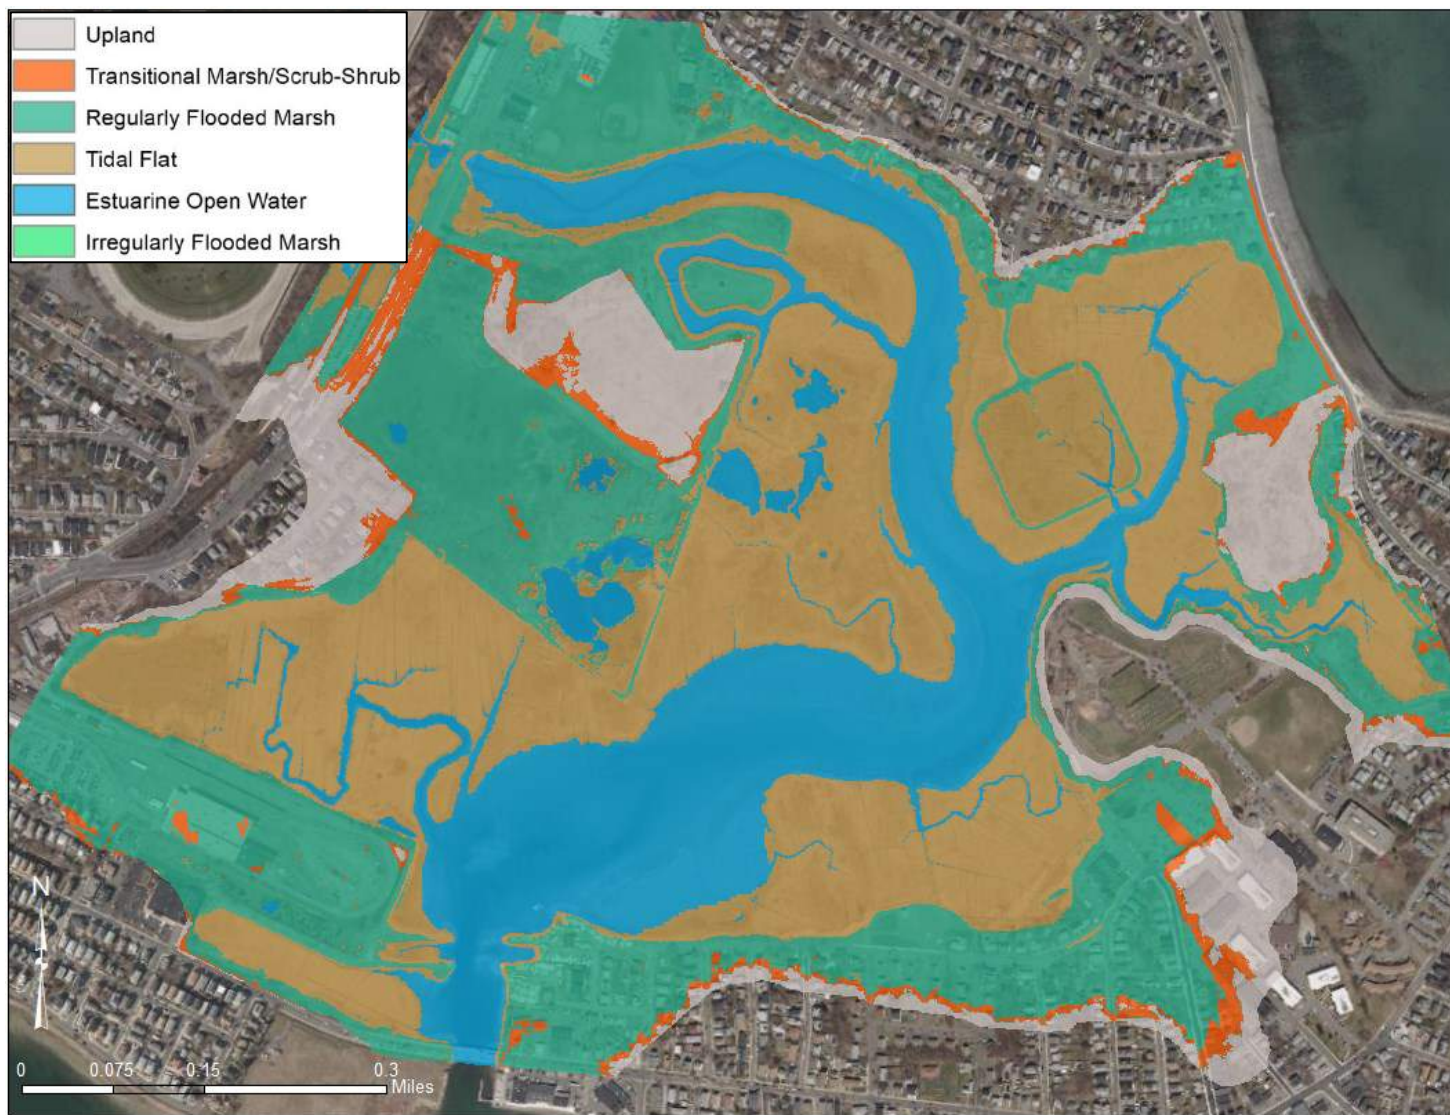 Upland
Transitional Marsh/Scrub-Shrub
Regularly Flooded Marsh
Tidal Flat
Estuarine Open Water
Irregularly Flooded Marsh
N
0 0.075 0.15 0.3
Miles